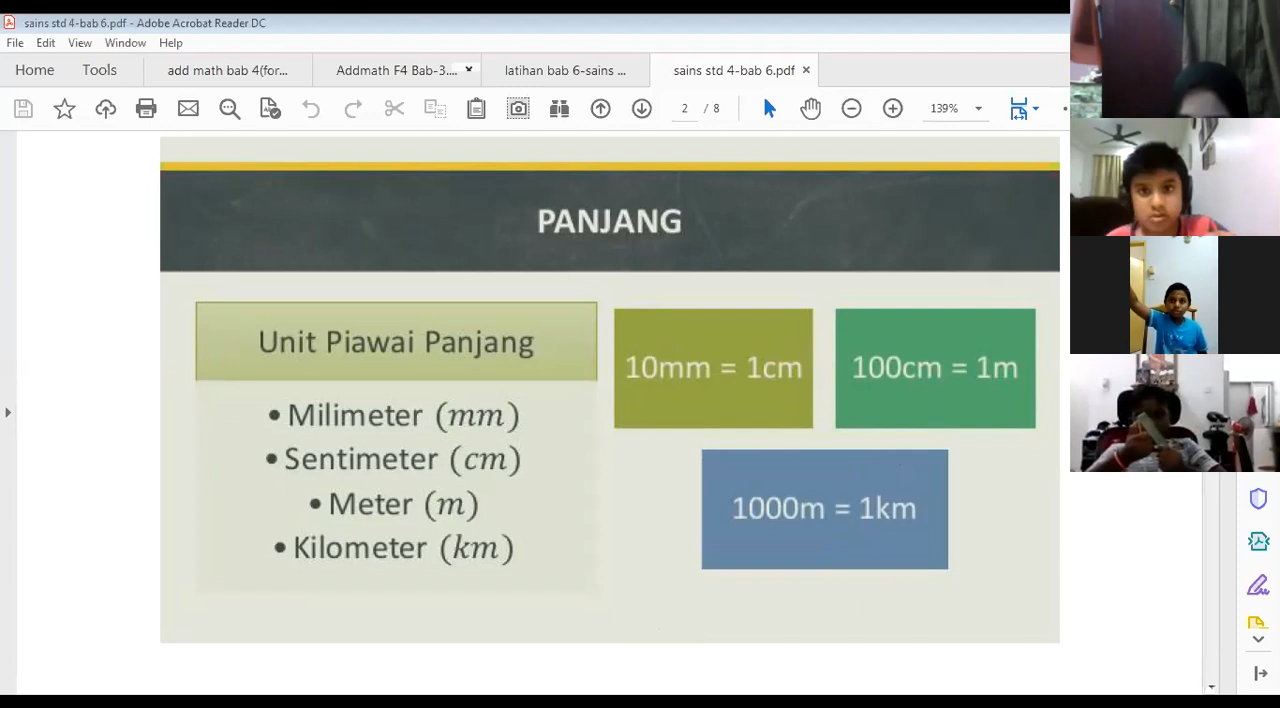 sains std 4-bab 6.pdf - Adobe Acrobat Reader DC
File Edit View Window Help
Home Tools add math bab 4(for... Addmath F4 Bab-3.... latihan bab 6-sains ... sains std 4-bab 6.pdf ×
2 / 8 139%
PANJANG
Unit Piawai Panjang
• Milimeter (mm)
• Sentimeter (cm)
• Meter (m)
• Kilometer (km)
10mm = 1cm
100cm = 1m
1000m = 1km